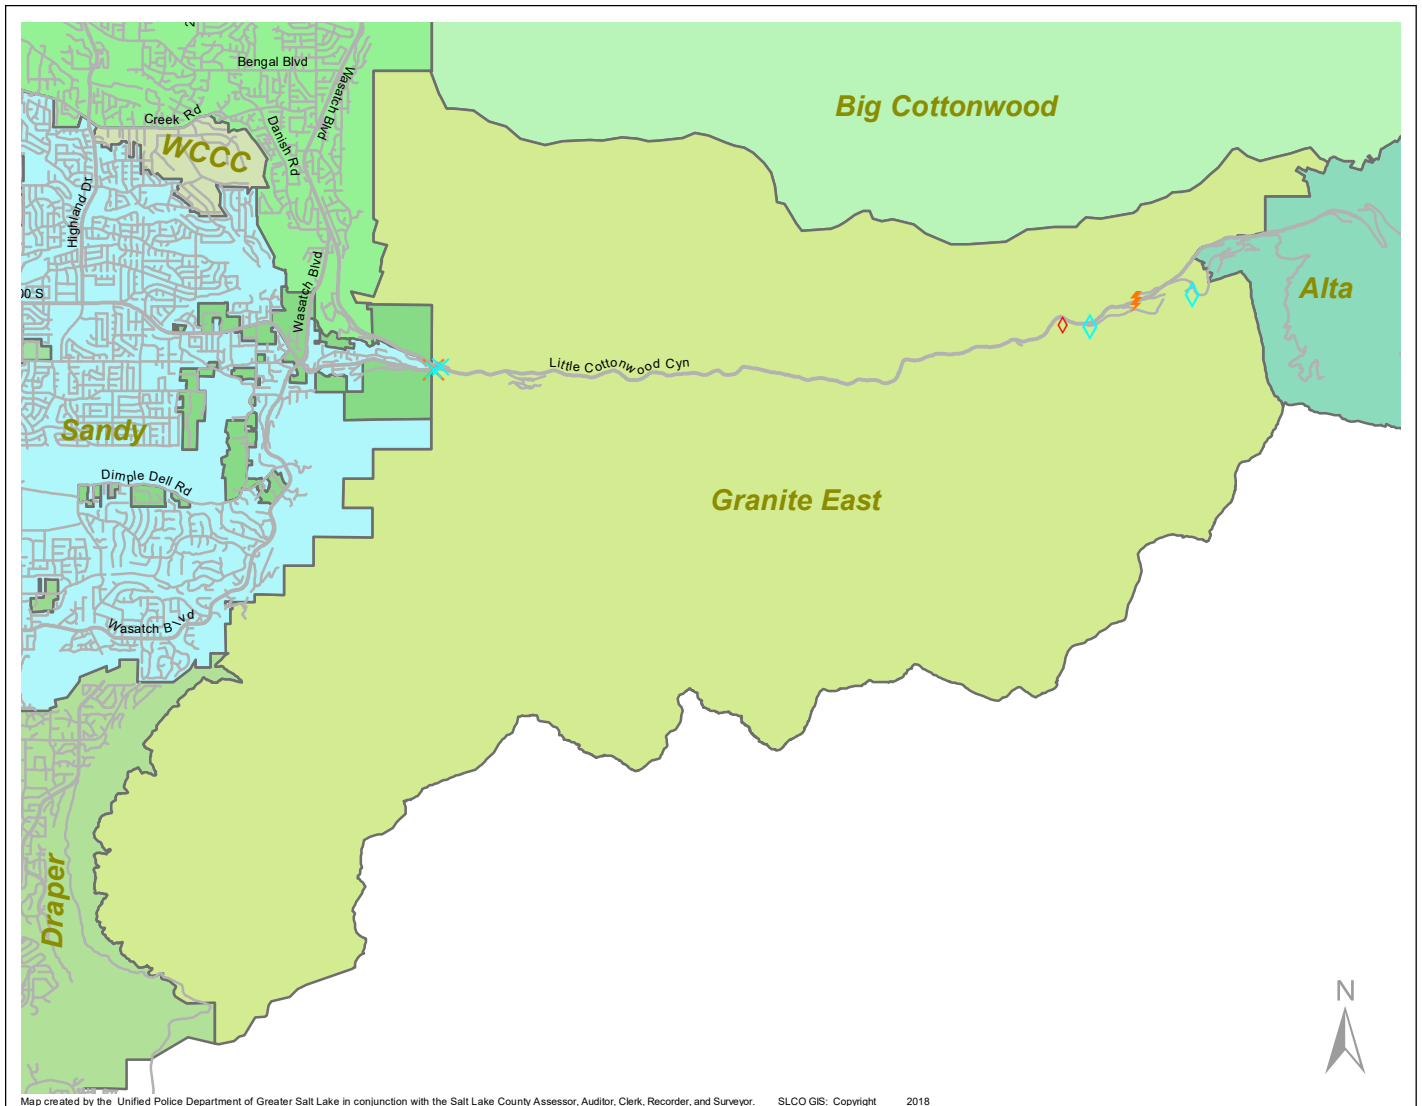 Bengal Blvd
Wasatch Blvd
Big Cottonwood
Creek Rd
WCCC
Danish Rd
Highland Dr
Wasatch Blvd
00 S
Alta
Little Cottonwood Cyn
Sandy
Dimple Dell Rd
Granite East
Wasatch Blvd
Draper
N
Map created by the Unified Police Department of Greater Salt Lake in conjunction with the Salt Lake County Assessor, Auditor, Clerk, Recorder, and Surveyor. SLCO GIS: Copyright 2018